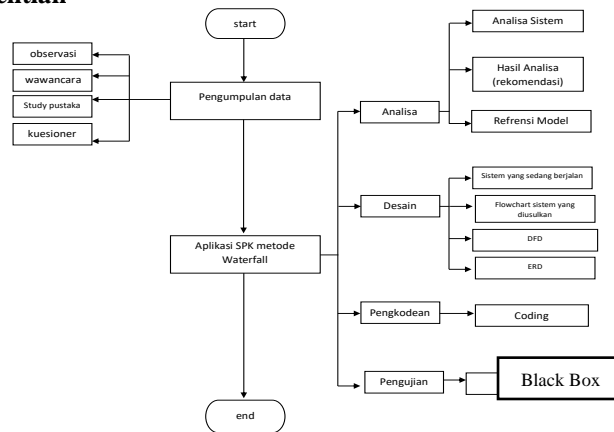 start
observasi
wawancara
Study pustaka
kuesioner
Pengumpulan data
Analisa
Analisa Sistem
Hasil Analisa
(rekomendasi)
Refrensi Model
Desain
Sistem yang sedang berjalan
Flowchart sistem yang
diusulkan
DFD
ERD
Aplikasi SPK metode
Waterfall
Pengkodean
Coding
Pengujian
Black Box
end